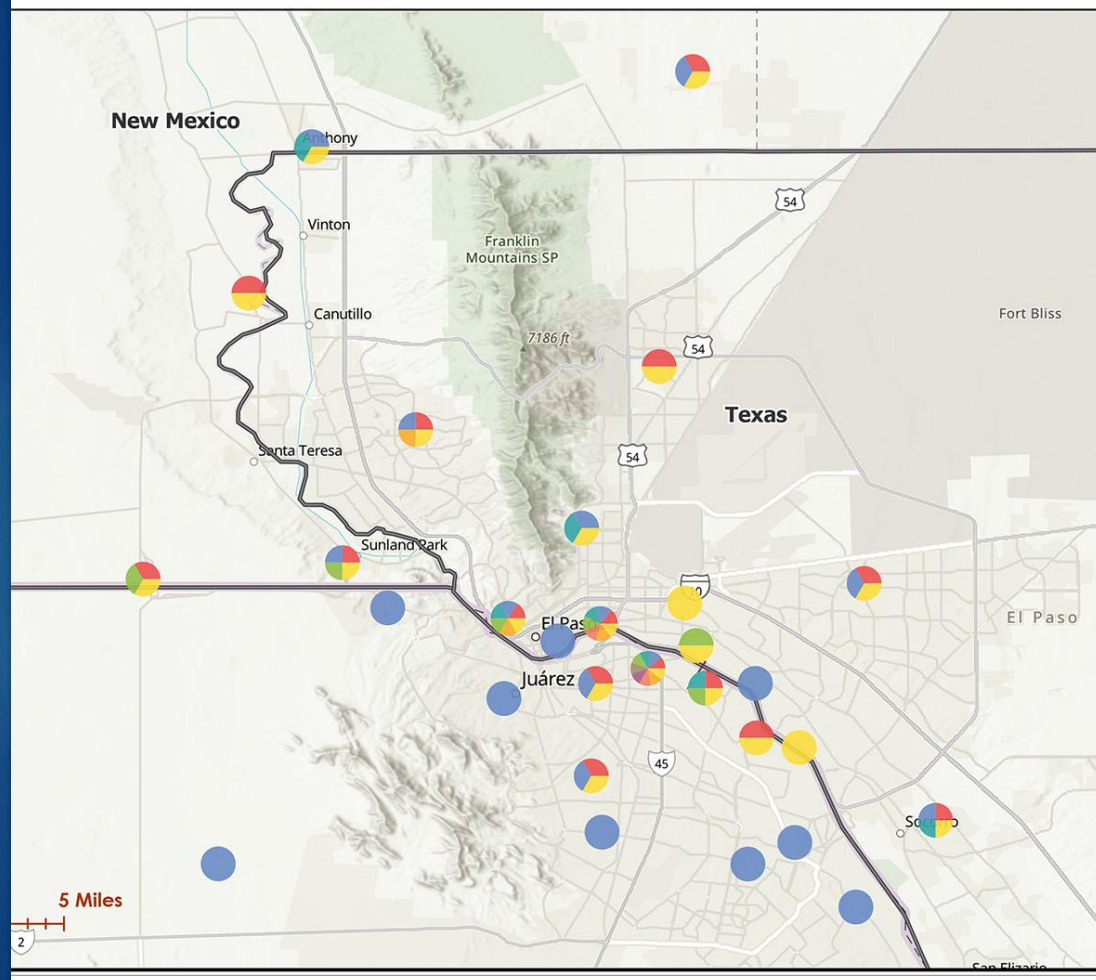 New Mexico
Anthony
54
Vinton
Franklin
Mountains SP
Canutillo
Fort Bliss
7186 ft
54
Texas
Santa Teresa
54
Sunland Park
10
El Paso
El Paso
Juárez
45
Socorro
5 Miles
2
San Elizario